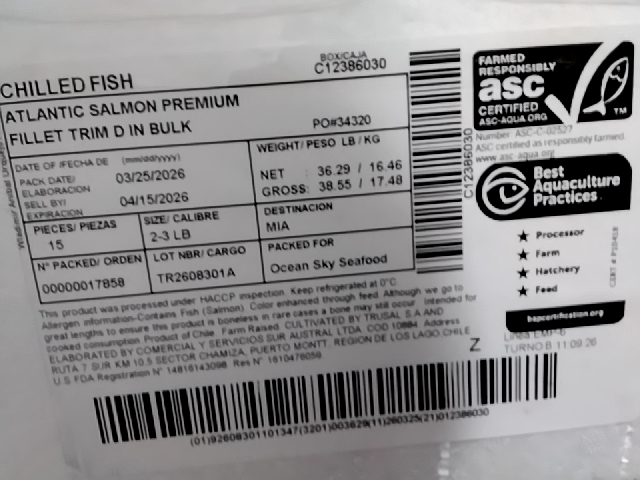 CHILLED FISH
BOX/CAJA
C12386030
ATLANTIC SALMON PREMIUM
FILLET TRIM D IN BULK
PO#34320
DATE OF /FECHA DE (mm/dd/yyyy)
PACK DATE/
ELABORACION
03/25/2026
SELL BY/
EXPIRACION
04/15/2026
WEIGHT/ PESO LB / KG
NET : 36.29 / 16.46
GROSS: 38.55 / 17.48
PIECES/ PIEZAS
15
SIZE/ CALIBRE
2-3 LB
DESTINACION
MIA
Nº PACKED/ ORDEN
00000017858
LOT NBR/ CARGO
TR2608301A
PACKED FOR
Ocean Sky Seafood
This product was processed under HACCP inspection. Keep refrigerated at 0°C
Allergen information-Contains Fish (Salmon). Color enhanced through feed. Although we go to
great lengths to ensure this product is boneless in rare cases a bone may still occur. Intended for
cooked consumption Product of Chile. Farm Raised. CULTIVATED BY TRUSAL S.A AND
ELABORATED BY COMERCIAL Y SERVICIOS SUR AUSTRAL LTDA. COD 10884. Address
RUTA 7 SUR KM 10.5 SECTOR CHAMIZA, PUERTO MONTT. REGION DE LOS LAGO,CHILE
U.S FDA Registration N° 14816143098 Res N° 1610476059
Z
(01)92608301101347(3201)003629(11)260325(21)012386030
C12386030
FARMED
RESPONSIBLY
asc
CERTIFIED
ASC-AQUA.ORG
TM
Number ASC-C-02527
ASC certified as responsibly farmed.
www.asc-aqua.org
Best
Aquaculture
Practices
★ Processor
★ Farm
★ Hatchery
★ Feed
CERT # P10418
bapcertification.org
TURNO B 11:09:26